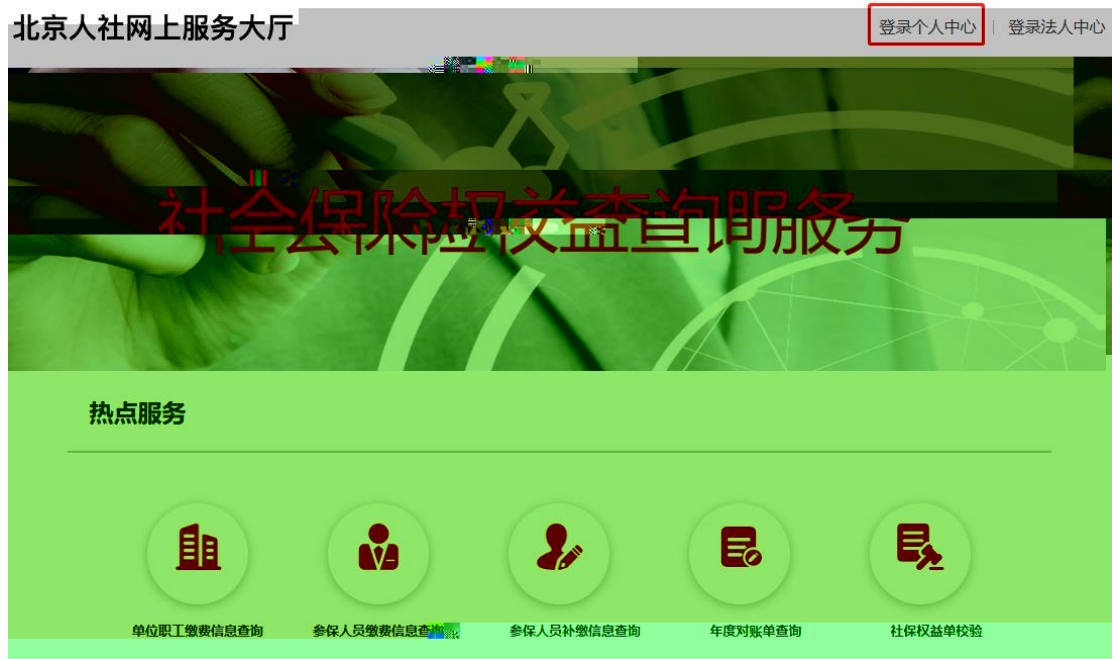 北京人社网上服务大厅
登录个人中心 | 登录法人中心
社会保险权益查询服务
热点服务
单位职工缴费信息查询 参保人员缴费信息查询 参保人员补缴信息查询 年度对账单查询 社保权益单校验